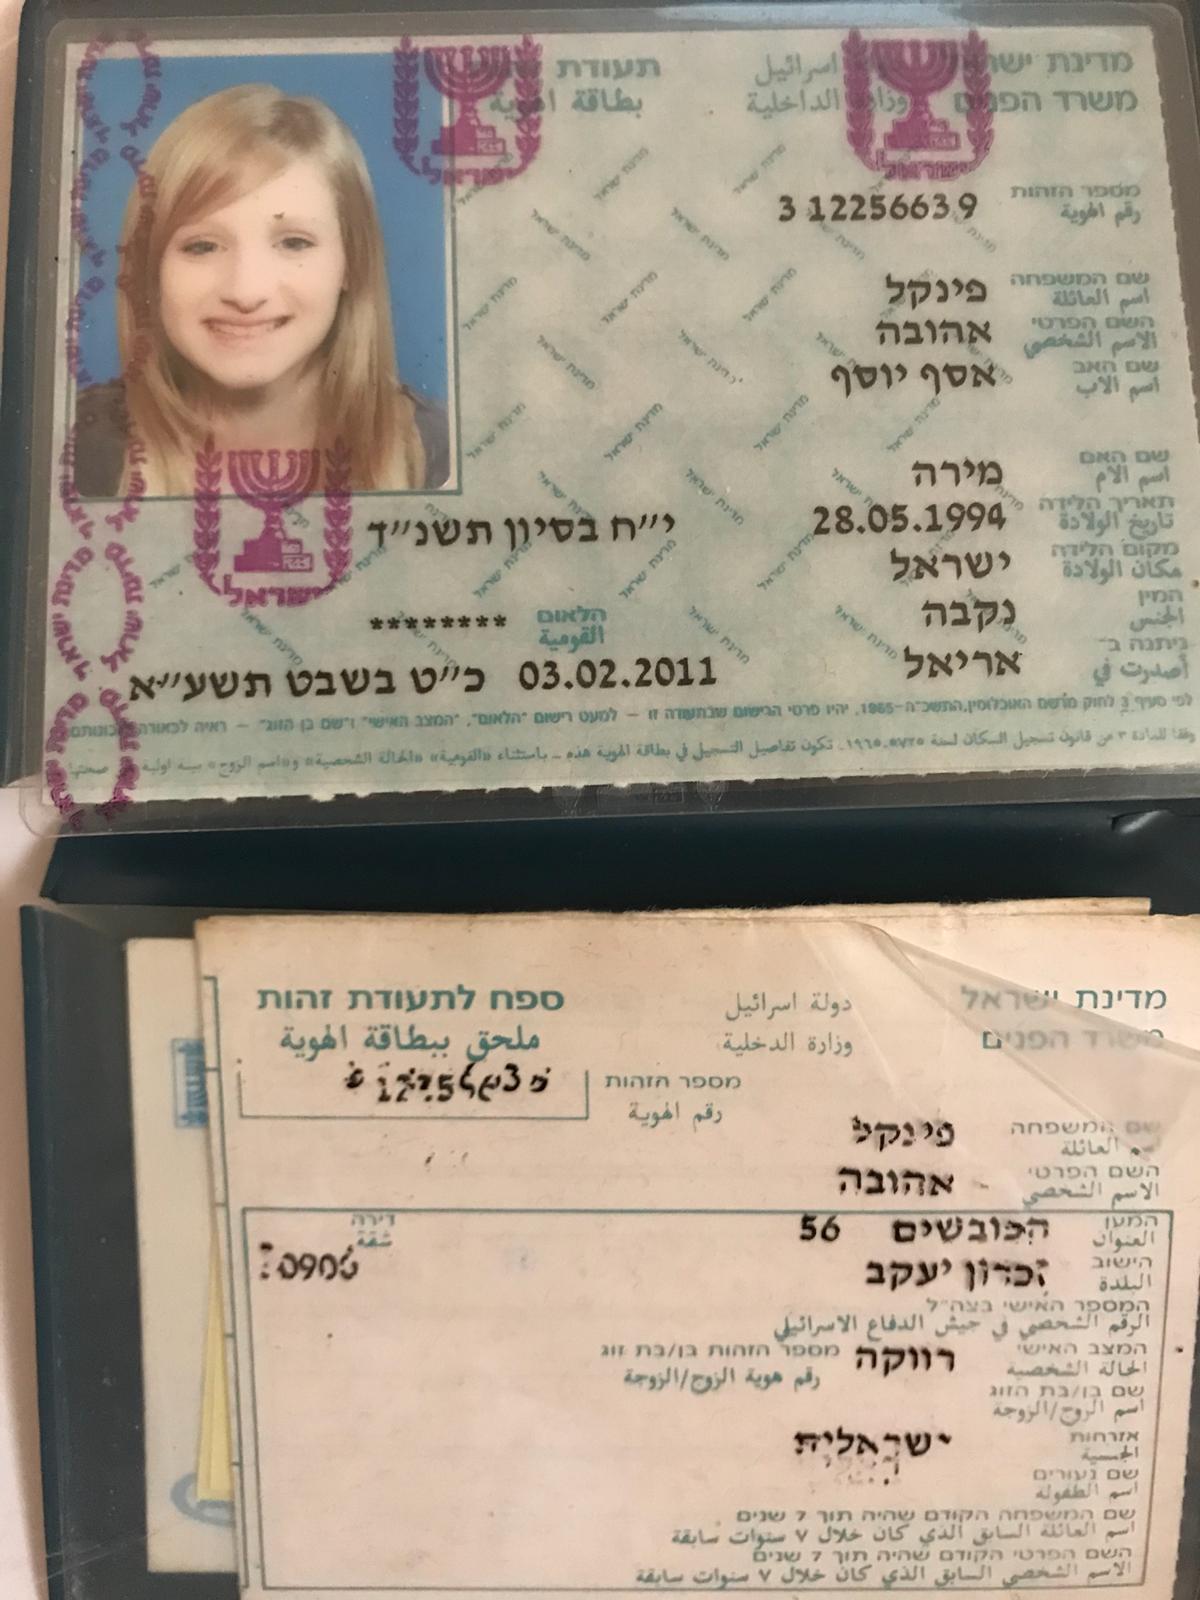 מדינת ישראל اسرائيل תעודת
משרד הפנים وزارة الداخلية بطاقة الهوية
ישראל ישראל
מספר הזהות 3 1225663 9
رقم الهوية
שם המשפחה פינקל
اسم العائلة
השם הפרטי אהובה
الاسم الشخصي
שם האב אסף יוסף
اسم الاب
שם האם מירה
اسم الام
תאריך הלידה 28.05.1994 י״ח בסיון תשנ״ד
تاريخ الولادة
מקום הלידה ישראל
مكان الولادة
ישראל
המין נקבה הלאום ********
الجنس القومية
ניתנה ב־ אריאל 03.02.2011 כ״ט בשבט תשע״א
أصدرت في
לפי סעיף 3 לחוק מרשם האוכלוסין, התשכ״ה-1965, יהיו פרטי הרישום שבתעודה זו – למעט רישום "הלאום", "המצב האישי" ו"שם בן הזוג" – ראיה לכאורה לנכונותם
وفقا للمادة ٣ من قانون تسجيل السكان لسنة ٥٧٢٥-١٩٦٥، تكون تفاصيل التسجيل في بطاقة الهوية هذه – باستثناء «القومية» «الحالة الشخصية» و«اسم الزوج» بينه اولية صحتها
מדינת ישראל دولة اسرائيل ספח לתעודת זהות
משרד הפנים وزارة الدخلية ملحق ببطاقة الهوية
מספר הזהות
رقم الهوية
שם המשפחה פינקל
اسم العائلة
השם הפרטי אהובה
الاسم الشخصي
המען הכובשים 56 דירה
العنوان شقة
הישוב זכרון יעקב
البلدة
המספר האישי בצה״ל
الرقم الشخصي في جيش الدفاع الاسرائيلي
המצב האישי רווקה מספר הזהות בן/בת זוג
الحالة الشخصية رقم هوية الزوج/الزوجة
שם בן/בת הזוג
اسم الزوج/الزوجة
אזרחות ישראלית
الجنسية
שם נעורים
اسم الطفولة
שם המשפחה הקודם שהיה תוך 7 שנים
اسم العائلة السابق الذي كان خلال ٧ سنوات سابقة
השם הפרטי הקודם שהיה תוך 7 שנים
الاسم الشخصي السابق الذي كان خلال ٧ سنوات سابقة